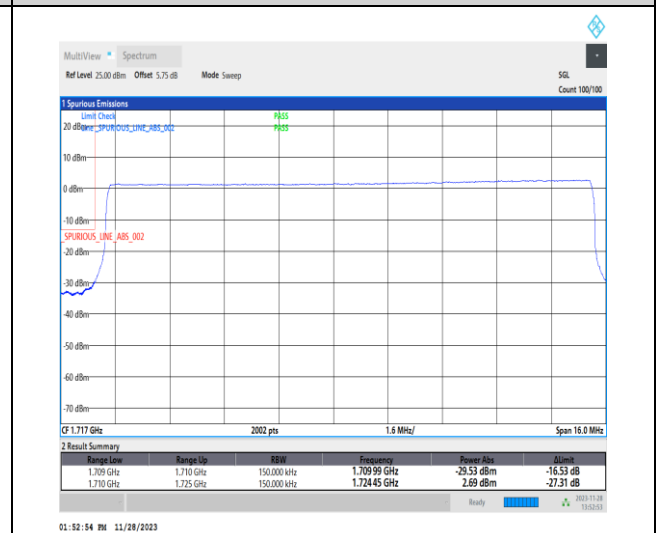 MultiView Spectrum
Ref Level 25.00 dBm Offset 5.75 dB Mode Sweep SGL
Count 100/100
1 Spurious Emissions
Limit Check PASS
20 dBm Line _SPURIOUS_LINE_ABS_002 PASS
10 dBm
0 dBm
-10 dBm
_SPURIOUS_LINE_ABS_002
-20 dBm
-30 dBm
-40 dBm
-50 dBm
-60 dBm
-70 dBm
CF 1.717 GHz 2002 pts 1.6 MHz/ Span 16.0 MHz
2 Result Summary
Range Low Range Up RBW Frequency Power Abs ΔLimit
1.709 GHz 1.710 GHz 150.000 kHz 1.70999 GHz -29.53 dBm -16.53 dB
1.710 GHz 1.725 GHz 150.000 kHz 1.72445 GHz 2.69 dBm -27.31 dB
Ready 2023-11-28
13:52:53
01:52:54 PM 11/28/2023